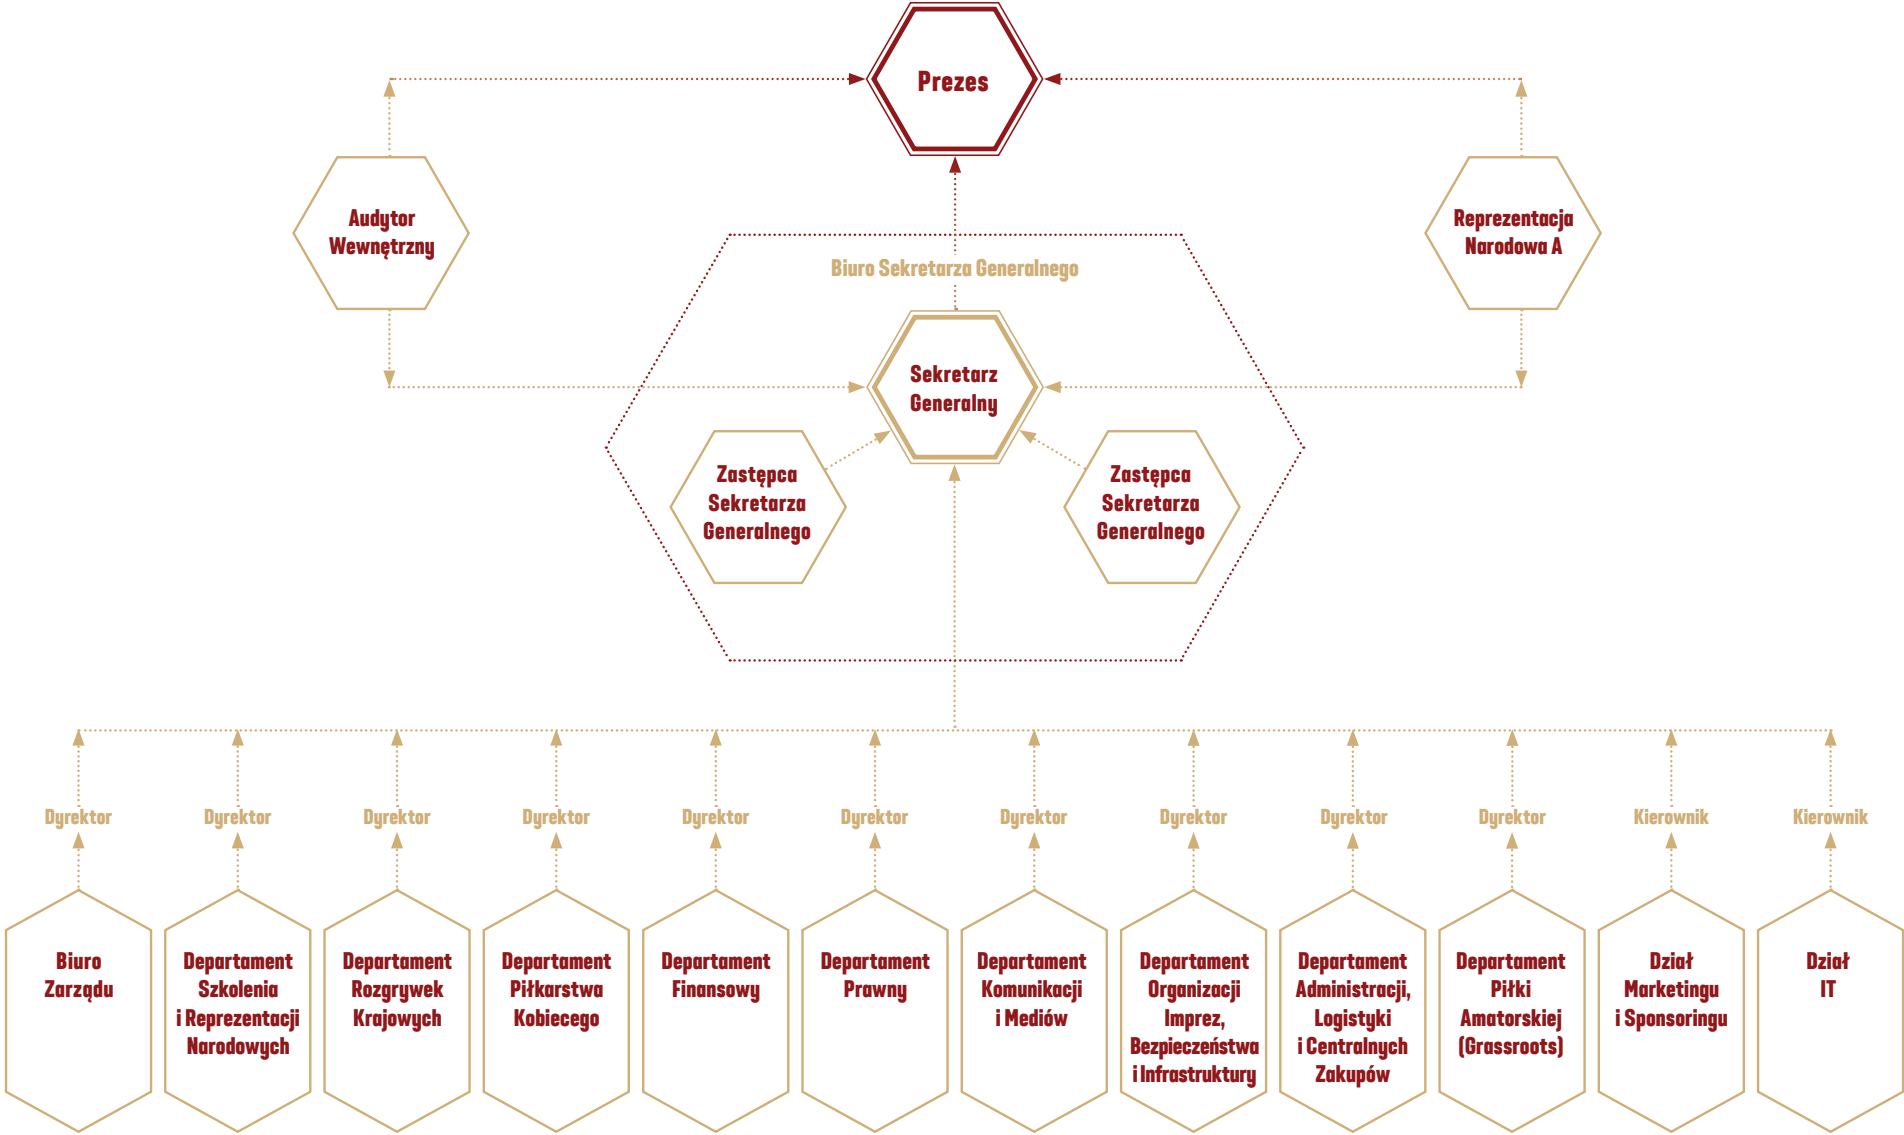 Prezes
Audytor
Wewnętrzny
Reprezentacja
Narodowa A
Biuro Sekretarza Generalnego
Sekretarz
Generalny
Zastępca
Sekretarza
Generalnego
Zastępca
Sekretarza
Generalnego
Dyrektor
Dyrektor
Dyrektor
Dyrektor
Dyrektor
Dyrektor
Dyrektor
Dyrektor
Dyrektor
Dyrektor
Kierownik
Kierownik
Biuro
Zarządu
Departament
Szkolenia
i Reprezentacji
Narodowych
Departament
Rozgrywek
Krajowych
Departament
Piłkarstwa
Kobiecego
Departament
Finansowy
Departament
Prawny
Departament
Komunikacji
i Mediów
Departament
Organizacji
Imprez,
Bezpieczeństwa
i Infrastruktury
Departament
Administracji,
Logistyki
i Centralnych
Zakupów
Departament
Piłki
Amatorskiej
(Grassroots)
Dział
Marketingu
i Sponsoringu
Dział
IT